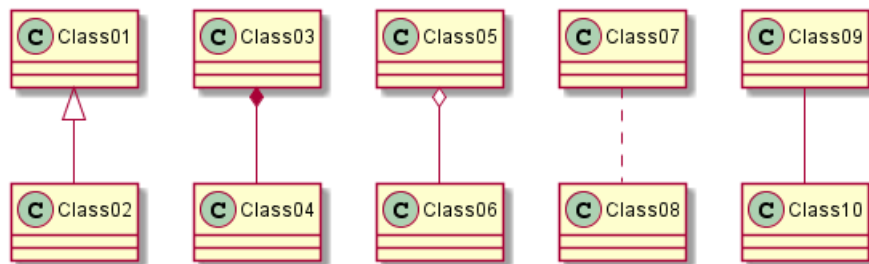 C Class01
C Class03
C Class05
C Class07
C Class09
C Class02
C Class04
C Class06
C Class08
C Class10